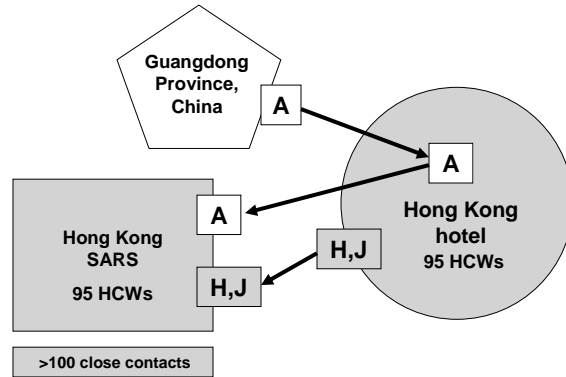 Guangdong
Province,
China
A
A
Hong Kong
hotel
95 HCWs
A
Hong Kong
SARS
95 HCWs
H,J
H,J
>100 close contacts